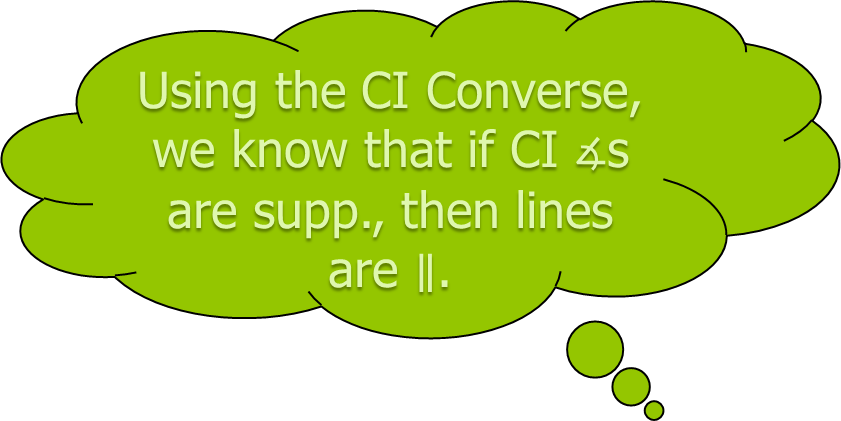 Using the CI Converse,
we know that if CI ∡s
are supp., then lines
are ∥.